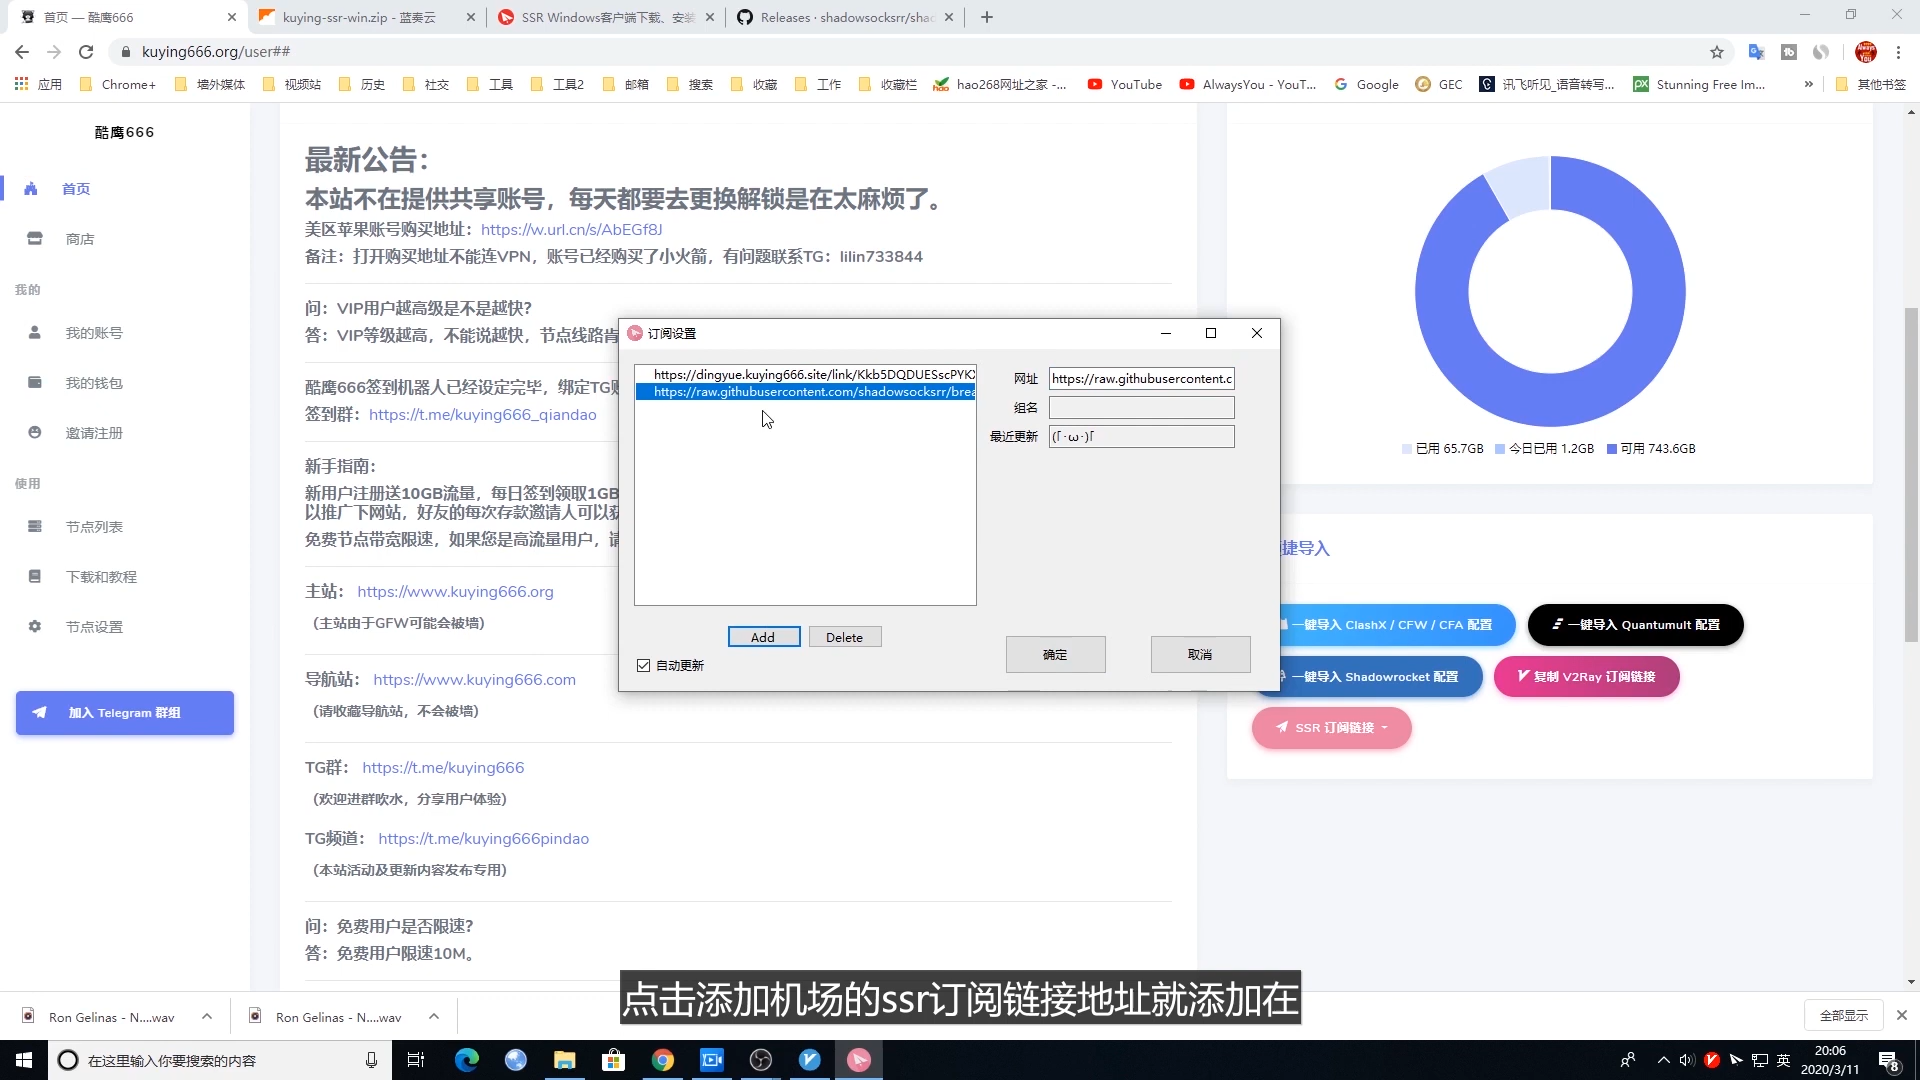 首页 — 酷鹰666
kuying-ssr-win.zip - 蓝奏云
SSR Windows客户端下载、安装
Releases · shadowsocksrr/shad
kuying666.org/user##
应用
Chrome+
墙外媒体
视频站
历史
社交
工具
工具2
邮箱
搜索
收藏
工作
收藏栏
hao268网址之家 -...
YouTube
AlwaysYou - YouT...
Google
GEC
讯飞听见_语音转写...
Stunning Free Im...
»
其他书签
酷鹰666
首页
商店
我的
我的账号
我的钱包
邀请注册
使用
节点列表
下载和教程
节点设置
加入 Telegram 群组
最新公告：
本站不在提供共享账号，每天都要去更换解锁是在太麻烦了。
美区苹果账号购买地址：https://w.url.cn/s/AbEGf8J
备注：打开购买地址不能连VPN，账号已经购买了小火箭，有问题联系TG：lilin733844
问：VIP用户越高级是不是越快？
答：VIP等级越高，不能说越快，节点线路肯
酷鹰666签到机器人已经设定完毕，绑定TG账
签到群：https://t.me/kuying666_qiandao
新手指南：
新用户注册送10GB流量，每日签到领取1GB
以推广下网站，好友的每次存款邀请人可以获
免费节点带宽限速，如果您是高流量用户，请
主站： https://www.kuying666.org
（主站由于GFW可能会被墙）
导航站： https://www.kuying666.com
（请收藏导航站，不会被墙）
TG群： https://t.me/kuying666
（欢迎进群吹水，分享用户体验）
TG频道： https://t.me/kuying666pindao
（本站活动及更新内容发布专用）
问：免费用户是否限速？
答：免费用户限速10M。
订阅设置
https://dingyue.kuying666.site/link/Kkb5DQDUESscPYKX
https://raw.githubusercontent.com/shadowsocksrr/brea
网址 https://raw.githubusercontent.c
组名
最近更新 (｢･ω･)｢
Add
Delete
自动更新
确定
取消
已用 65.7GB 今日已用 1.2GB 可用 743.6GB
捷导入
一键导入 ClashX / CFW / CFA 配置
一键导入 Quantumult 配置
一键导入 Shadowrocket 配置
复制 V2Ray 订阅链接
SSR 订阅链接
点击添加机场的ssr订阅链接地址就添加在
Ron Gelinas - N....wav
Ron Gelinas - N....wav
全部显示
在这里输入你要搜索的内容
英
20:06
2020/3/11
8